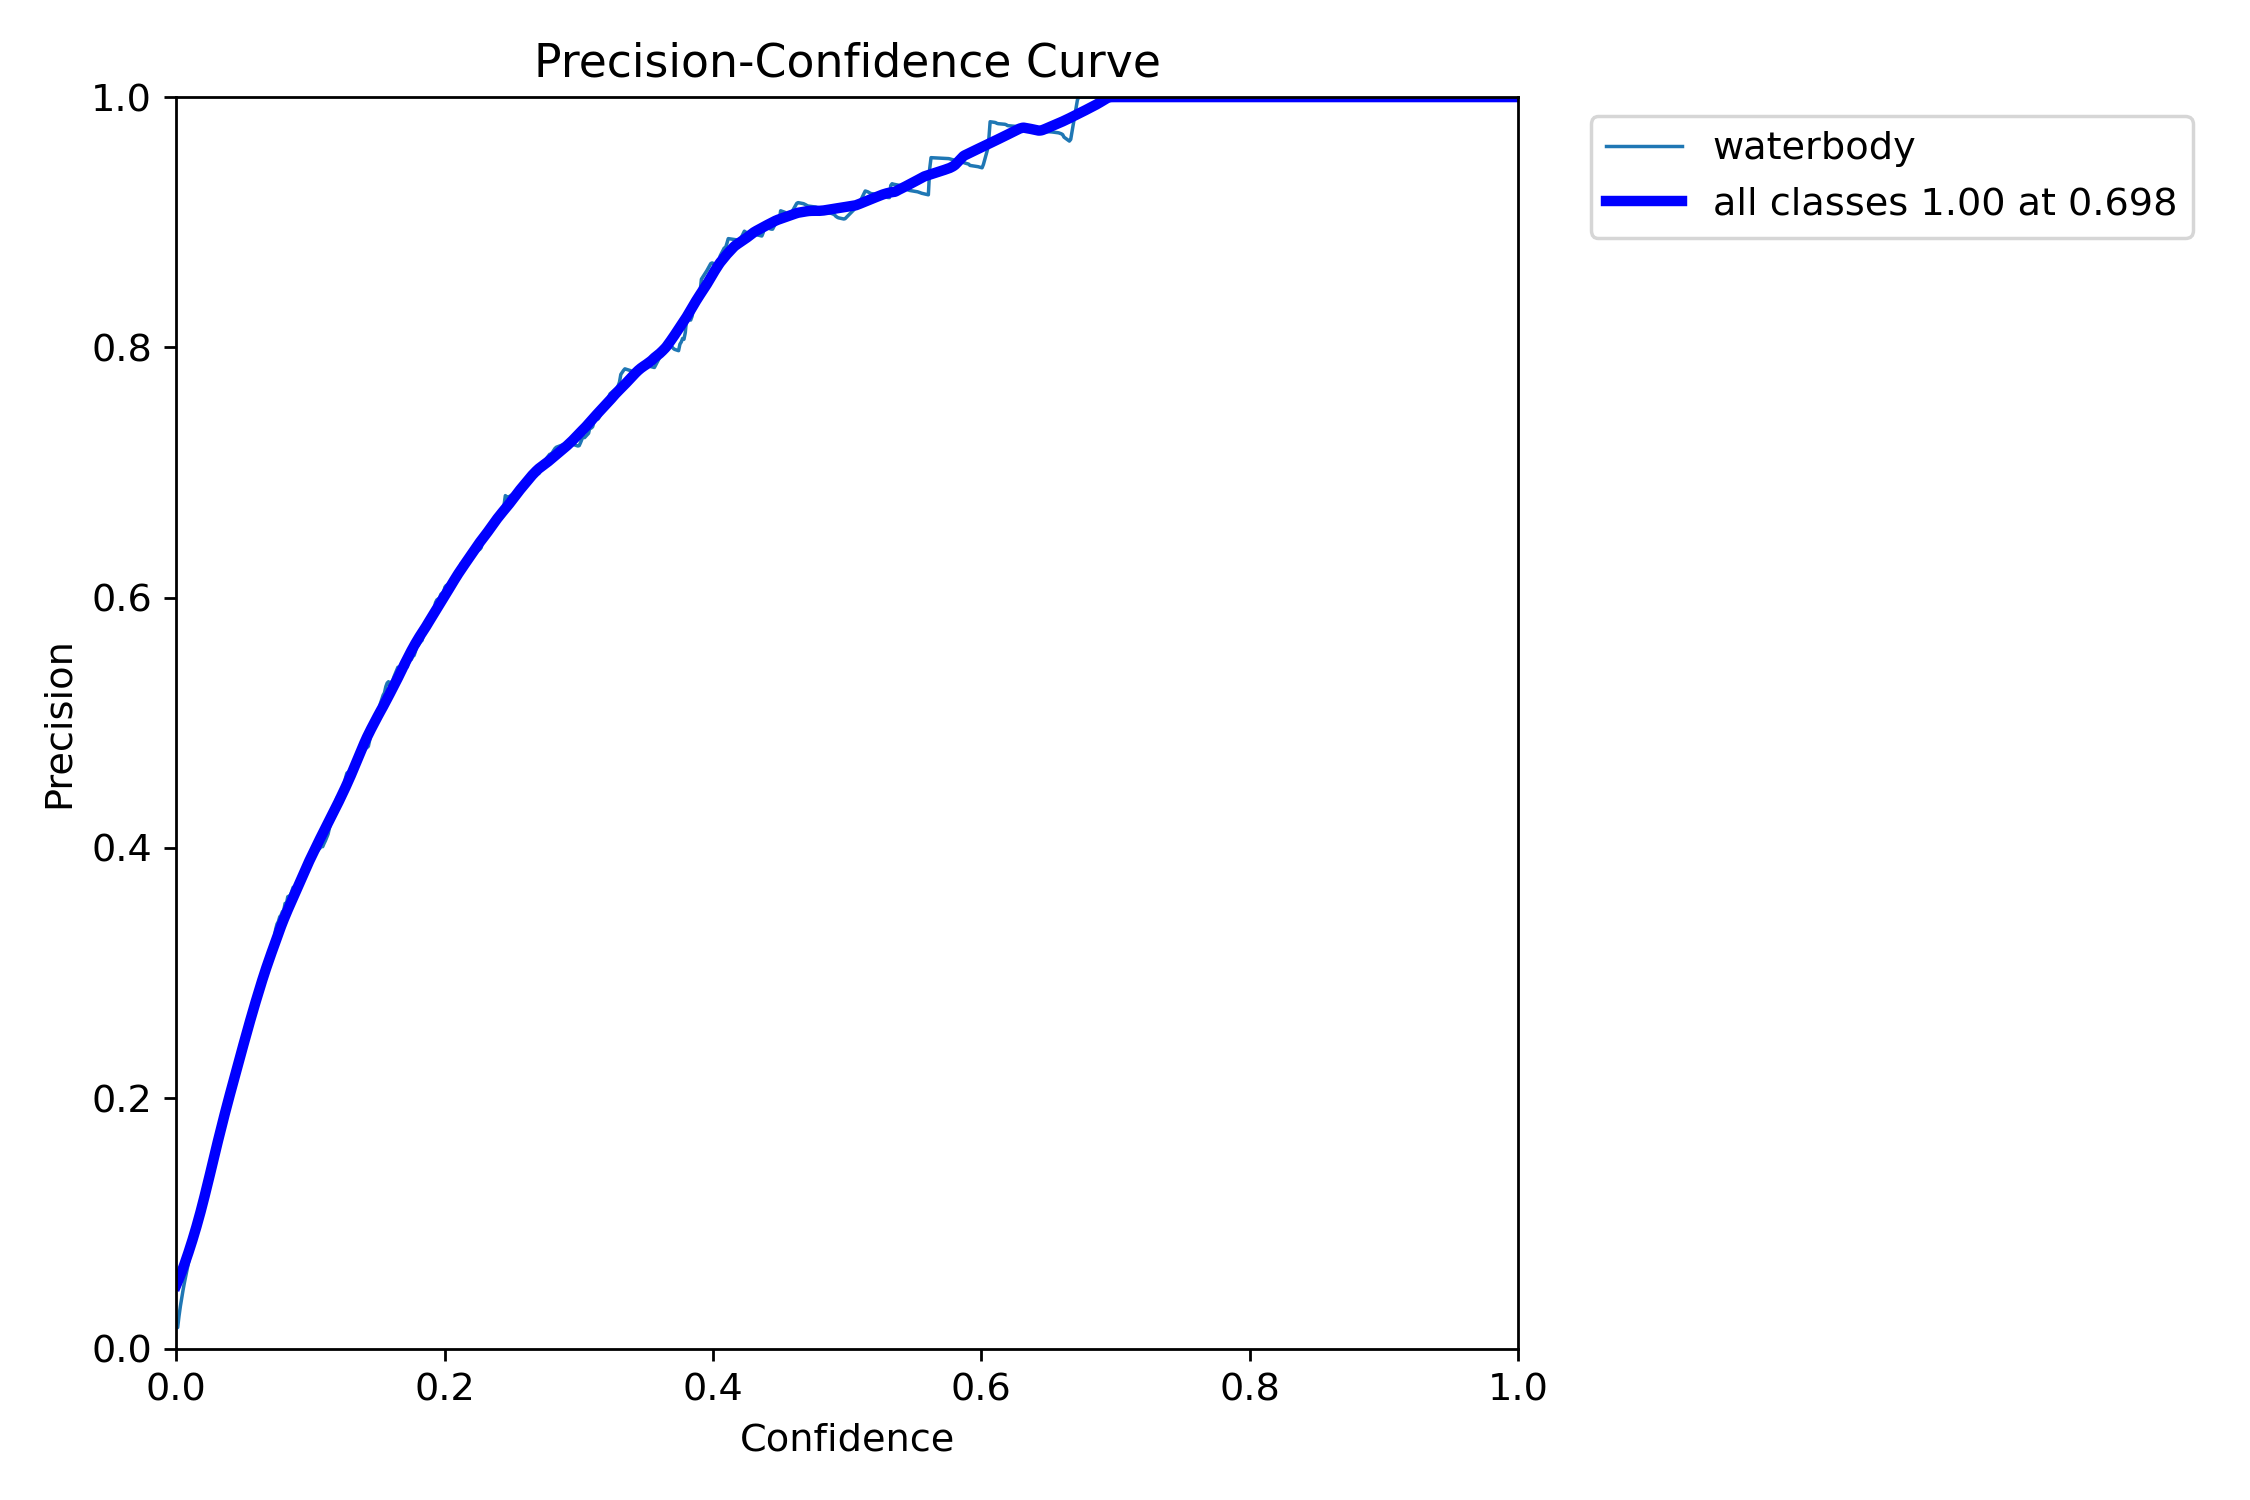 Precision-Confidence Curve
1.0
0.8
0.6
0.4
0.2
0.0
Precision
0.0 0.2 0.4 0.6 0.8 1.0
Confidence
waterbody
all classes 1.00 at 0.698